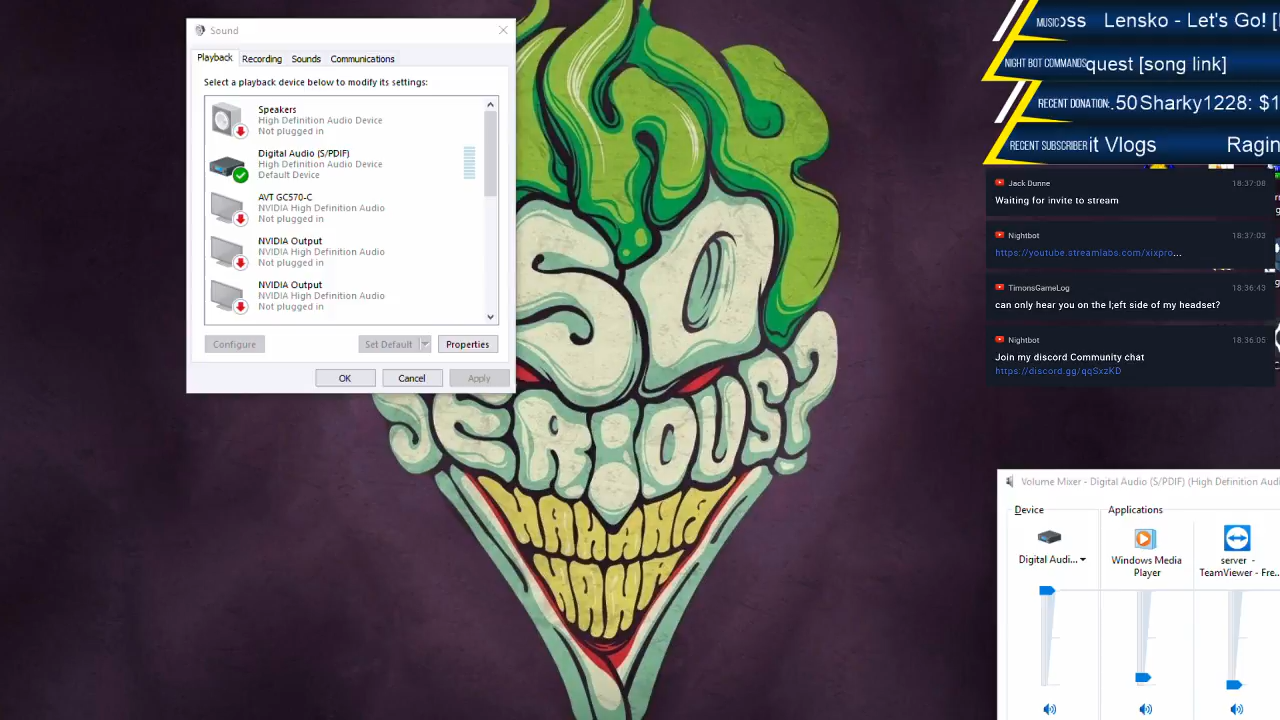 Sound
Playback
Recording
Sounds
Communications
Select a playback device below to modify its settings:
Speakers
High Definition Audio Device
Not plugged in
Digital Audio (S/PDIF)
High Definition Audio Device
Default Device
AVT GC570-C
NVIDIA High Definition Audio
Not plugged in
NVIDIA Output
NVIDIA High Definition Audio
Not plugged in
NVIDIA Output
NVIDIA High Definition Audio
Not plugged in
Configure
Set Default
Properties
OK
Cancel
Apply
SO
SERIOUS?
HAHAHA
HAHA
MUSIC: oss Lensko - Let's Go! [
NIGHT BOT COMMANDS quest [song link]
RECENT DONATION: .50 Sharky1228: $1
RECENT SUBSCRIBER it Vlogs Ragin
Jack Dunne 18:37:08
Waiting for invite to stream
Nightbot 18:37:03
https://youtube.streamlabs.com/xixpro...
TimonsGameLog 18:36:43
can only hear you on the l;eft side of my headset?
Nightbot 18:36:05
Join my discord Community chat
https://discord.gg/qqSxzKD
Volume Mixer - Digital Audio (S/PDIF) (High Definition Audi
Device
Applications
Digital Audi...
Windows Media
Player
server -
TeamViewer - Fre...